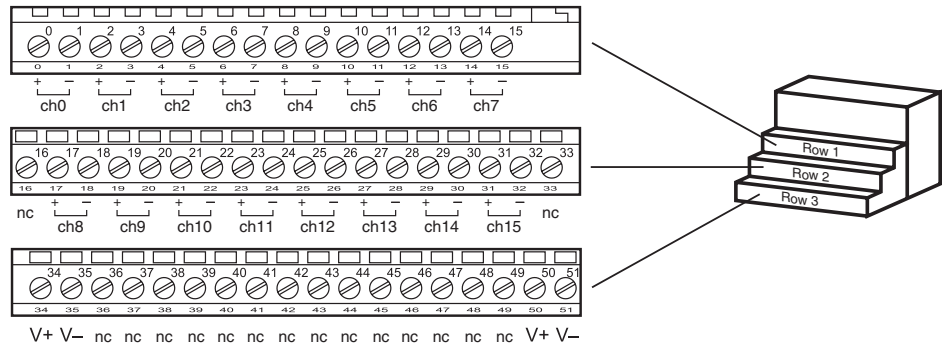 0 1 2 3 4 5 6 7 8 9 10 11 12 13 14 15
0 1 2 3 4 5 6 7 8 9 10 11 12 13 14 15
+ − + − + − + − + − + − + − + −
ch0 ch1 ch2 ch3 ch4 ch5 ch6 ch7
16 17 18 19 20 21 22 23 24 25 26 27 28 29 30 31 32 33
16 17 18 19 20 21 22 23 24 25 26 27 28 29 30 31 32 33
+ − + − + − + − + − + − + − + −
nc ch8 ch9 ch10 ch11 ch12 ch13 ch14 ch15 nc
34 35 36 37 38 39 40 41 42 43 44 45 46 47 48 49 50 51
34 35 36 37 38 39 40 41 42 43 44 45 46 47 48 49 50 51
V+ V– nc nc nc nc nc nc nc nc nc nc nc nc nc nc V+ V–
Row 1
Row 2
Row 3